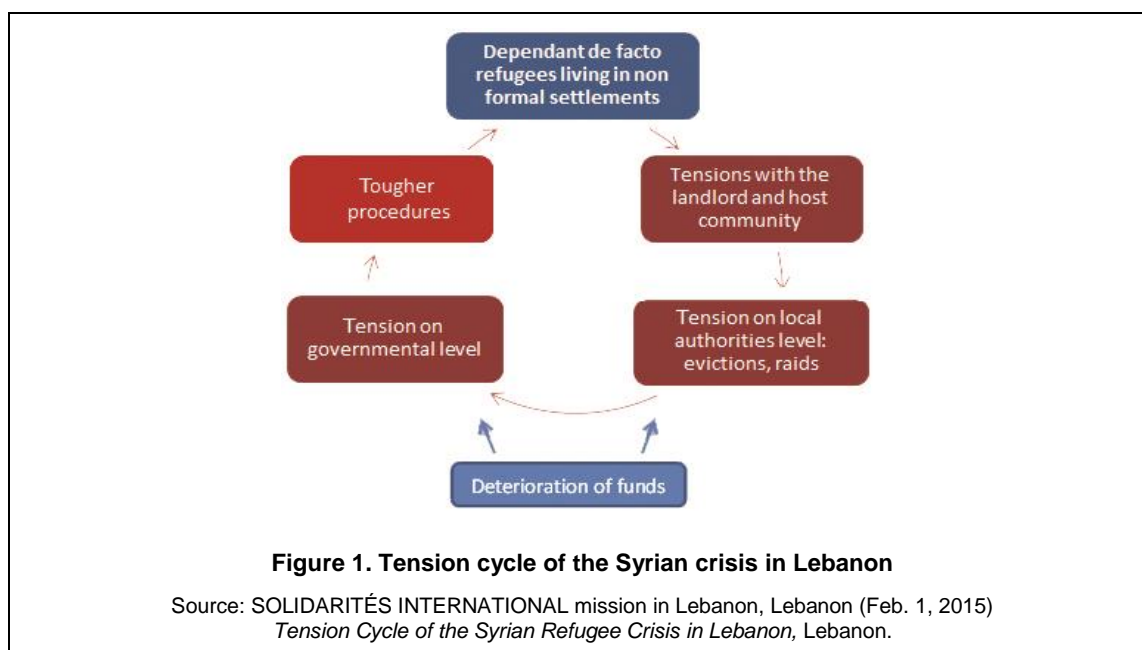 Dependant de facto
refugees living in non
formal settlements
Tougher
procedures
Tensions with the
landlord and host
community
Tension on
governmental level
Tension on local
authorities level:
evictions, raids
Deterioration of funds
Figure 1. Tension cycle of the Syrian crisis in Lebanon
Source: SOLIDARITÉS INTERNATIONAL mission in Lebanon, Lebanon (Feb. 1, 2015)
Tension Cycle of the Syrian Refugee Crisis in Lebanon, Lebanon.